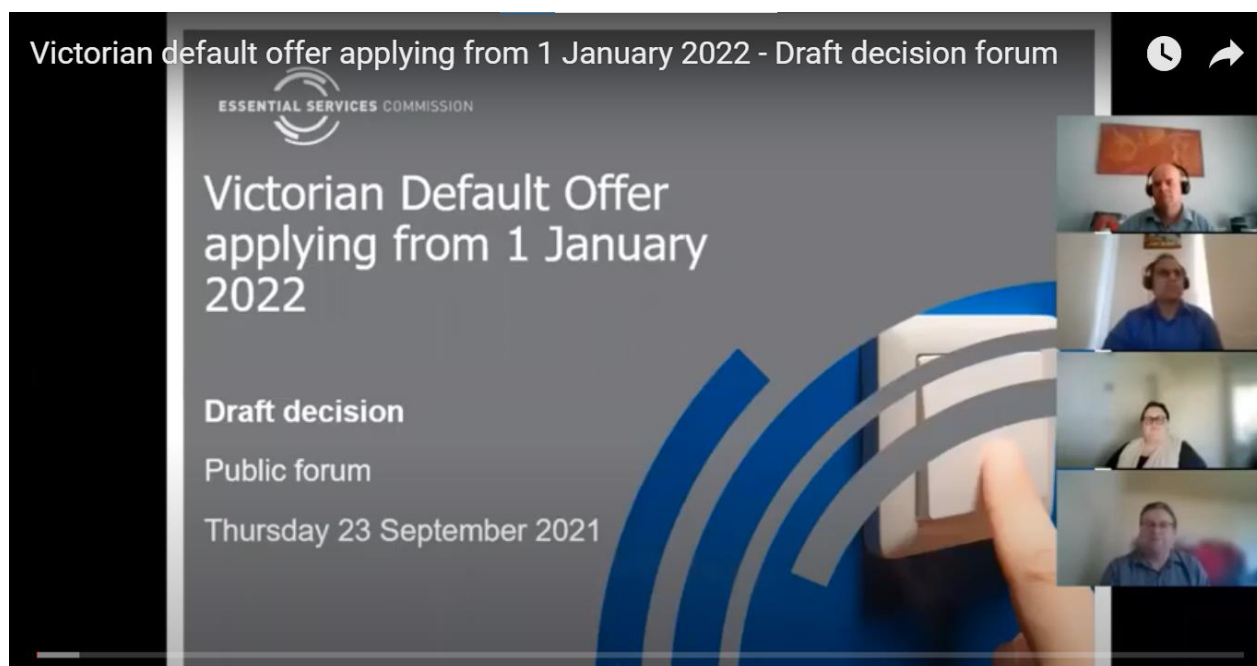 Victorian default offer applying from 1 January 2022 - Draft decision forum
ESSENTIAL SERVICES COMMISSION
Victorian Default Offer
applying from 1 January
2022
Draft decision
Public forum
Thursday 23 September 2021